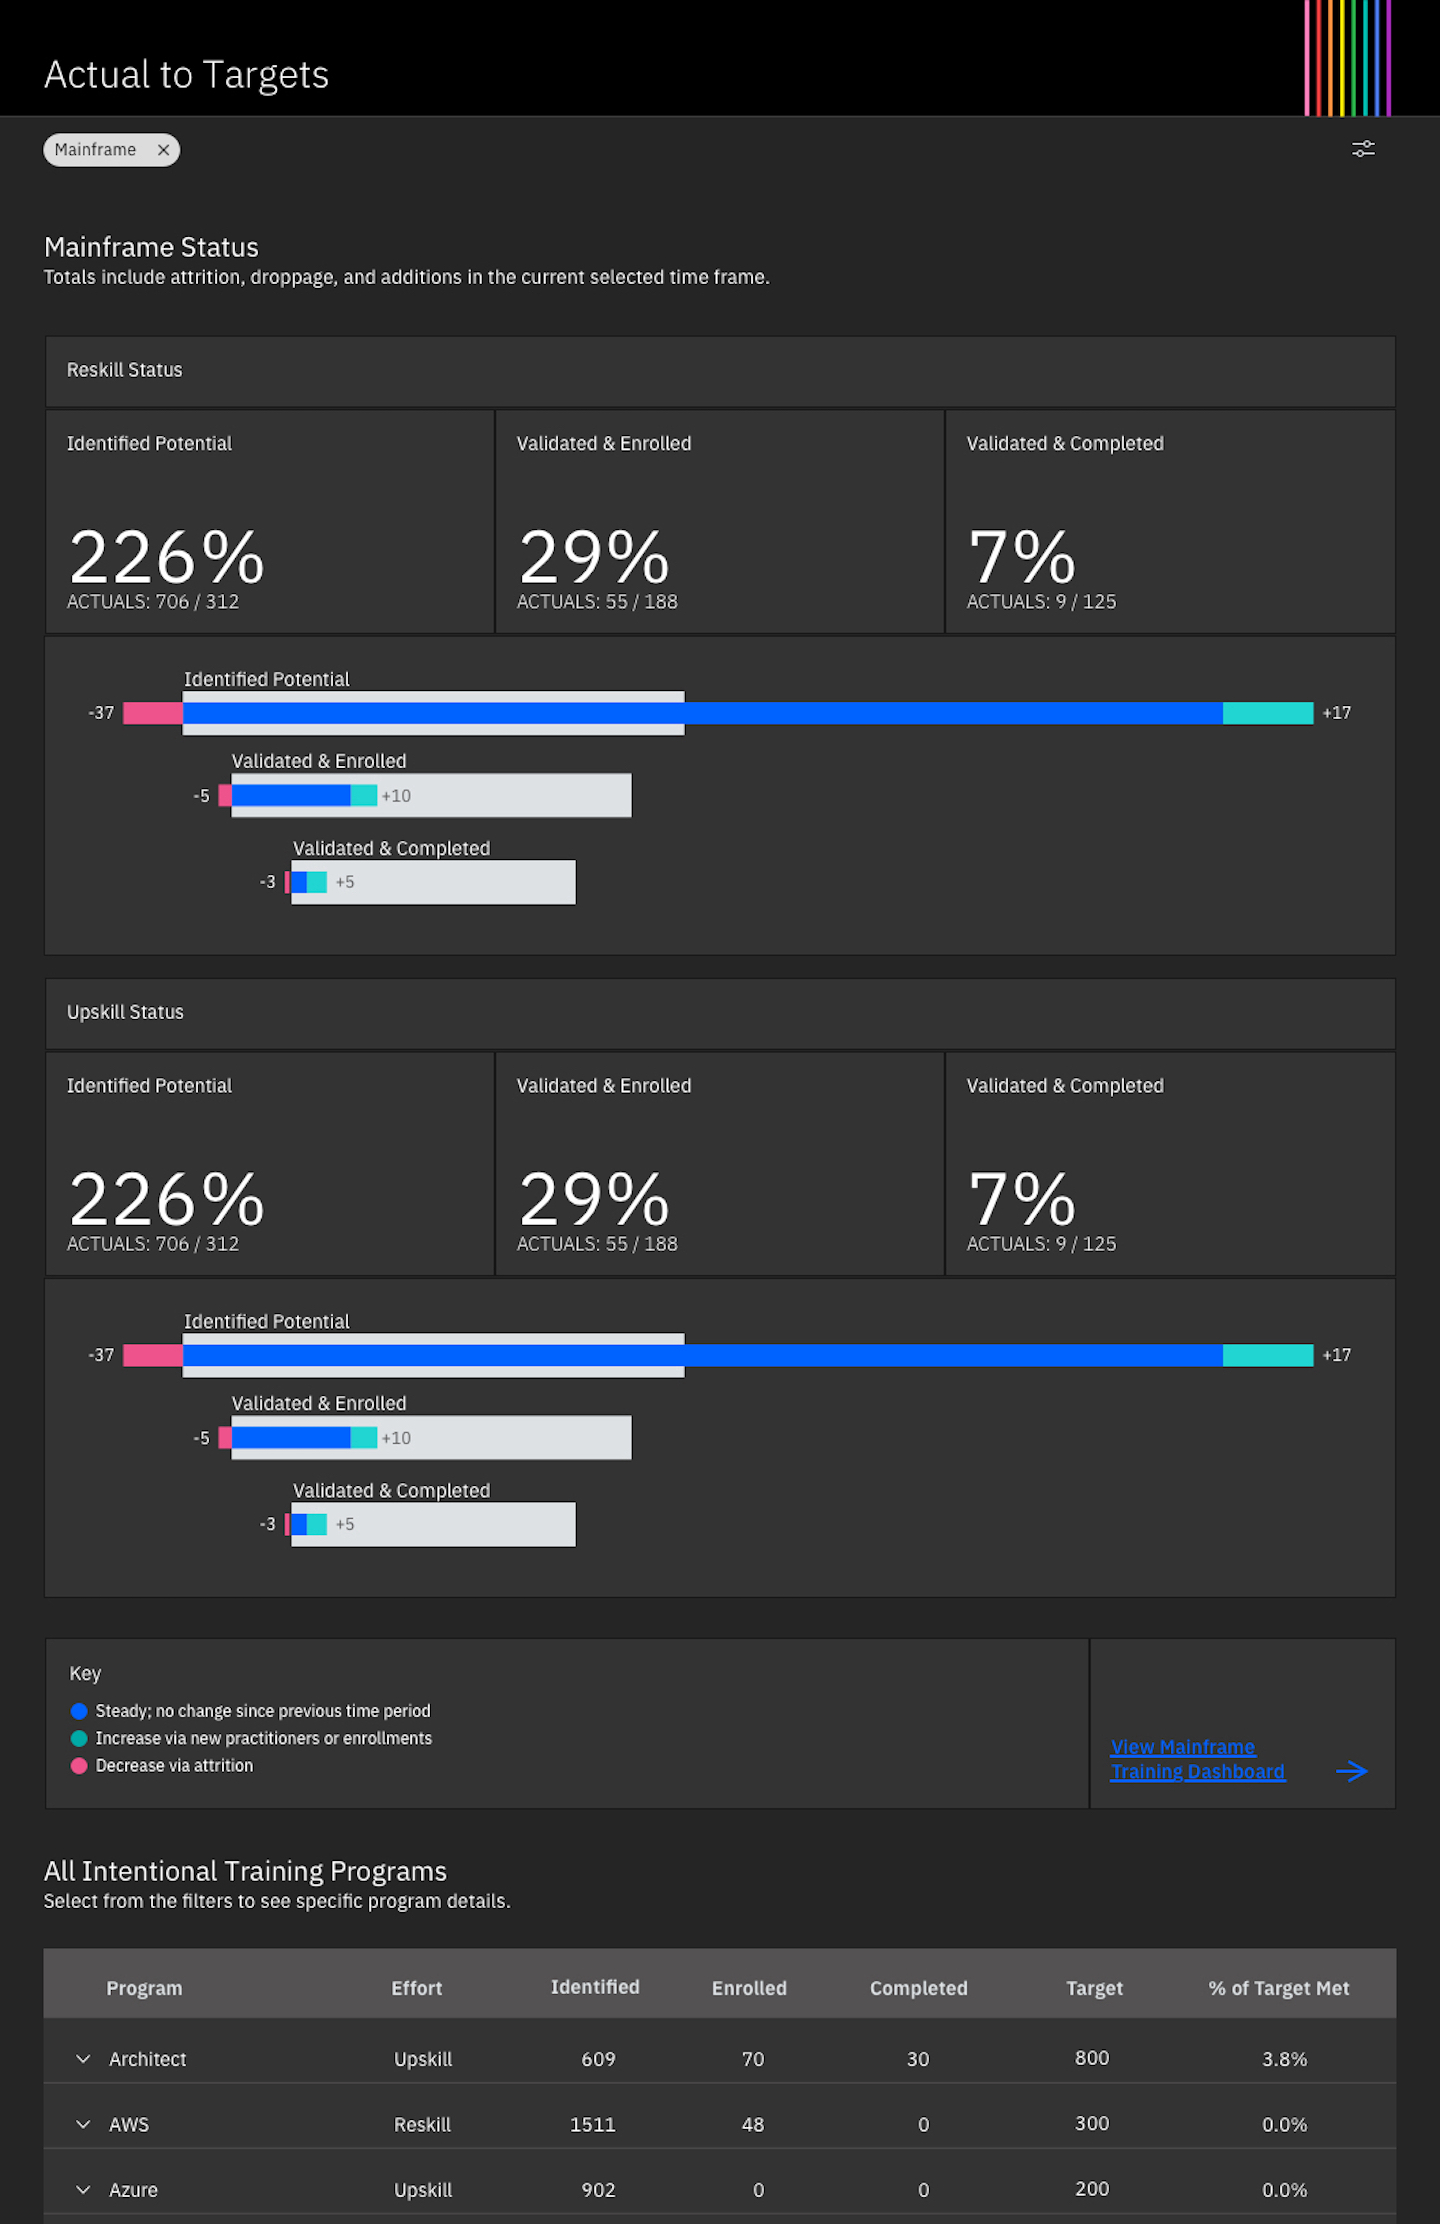 Actual to Targets
Mainframe
Mainframe Status
Totals include attrition, droppage, and additions in the current selected time frame.
Reskill Status
Identified Potential
226%
ACTUALS: 706 / 312
Validated & Enrolled
29%
ACTUALS: 55 / 188
Validated & Completed
7%
ACTUALS: 9 / 125
Identified Potential
-37 +17
Validated & Enrolled
-5 +10
Validated & Completed
-3 +5
Upskill Status
Identified Potential
226%
ACTUALS: 706 / 312
Validated & Enrolled
29%
ACTUALS: 55 / 188
Validated & Completed
7%
ACTUALS: 9 / 125
Identified Potential
-37 +17
Validated & Enrolled
-5 +10
Validated & Completed
-3 +5
Key
Steady; no change since previous time period
Increase via new practitioners or enrollments
Decrease via attrition
View Mainframe
Training Dashboard
All Intentional Training Programs
Select from the filters to see specific program details.
Program Effort Identified Enrolled Completed Target % of Target Met
Architect Upskill 609 70 30 800 3.8%
AWS Reskill 1511 48 0 300 0.0%
Azure Upskill 902 0 0 200 0.0%